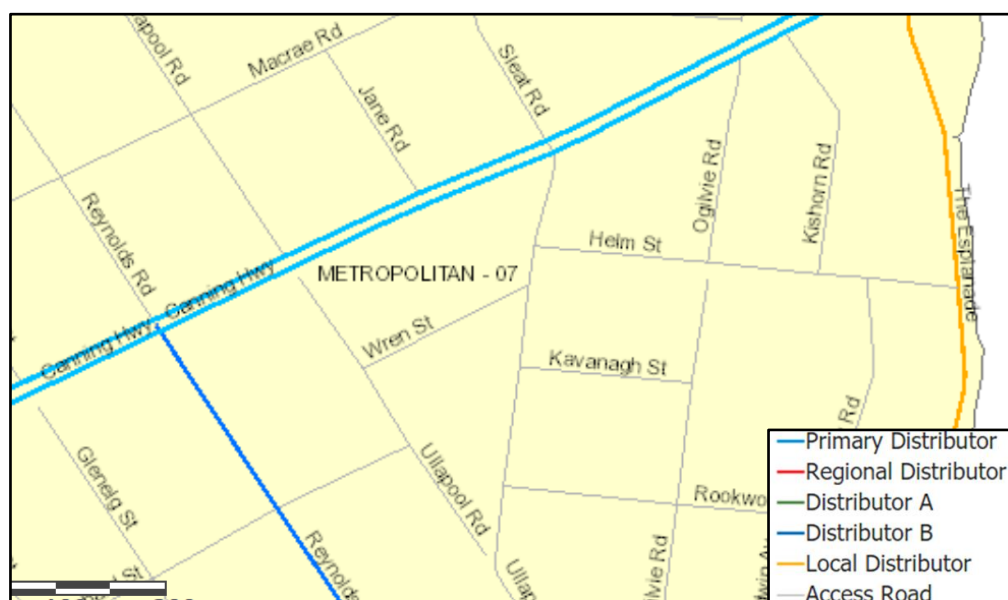 Macrae Rd
Jane Rd
Sleat Rd
Ogilvie Rd
Kishorn Rd
The Esplanade
Reynolds Rd
Helm St
METROPOLITAN - 07
Canning Hwy
Canning Hwy
Wren St
Kavanagh St
Glenelg St
Ullapool Rd
Reynolds
Rd
Primary Distributor
Regional Distributor
Distributor A
Distributor B
Local Distributor
Access Road